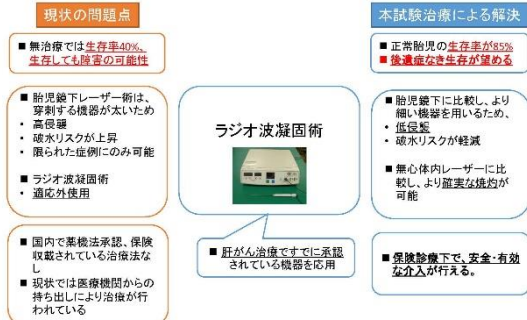 現状の問題点
■ 無治療では生存率40%、
生存しても障害の可能性
■ 胎児鏡下レーザー術は、
穿刺する機器が太いため
• 高侵襲
• 破水リスクが上昇
• 限られた症例にのみ可能
■ ラジオ波凝固術
• 適応外使用
■ 国内で薬機法承認、保険
収載されている治療法な
し
■ 現状では医療機関からの
持ち出しにより治療が行
われている
ラジオ波凝固術
■ 肝がん治療ですでに承認
されている機器を応用
本試験治療による解決
■ 正常胎児の生存率が85%
■ 後遺症なき生存が望める
■ 胎児鏡下に比較し、より
細い機器を用いるため、
• 低侵襲
• 破水リスクが軽減
■ 無心体内レーザーに比
較し、より確実な焼灼が
可能
■ 保険診療下で、安全・有効
な介入が行える。